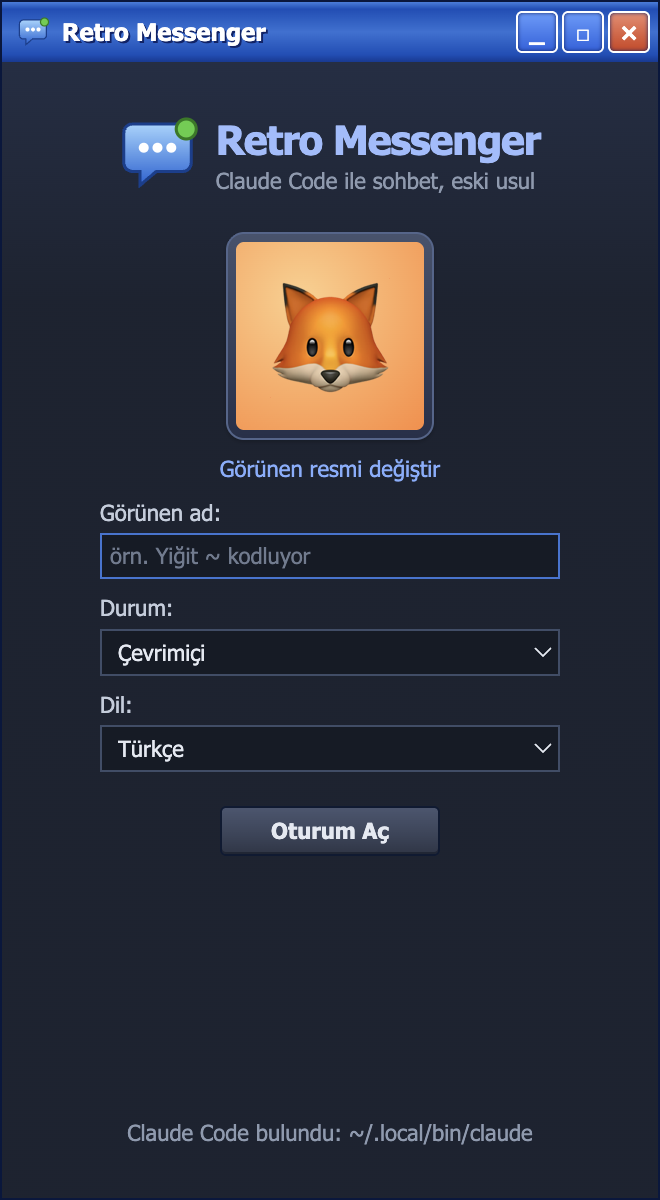 Retro Messenger
Retro Messenger
Claude Code ile sohbet, eski usul
Görünen resmi değiştir
Görünen ad:
örn. Yiğit ~ kodluyor
Durum:
Çevrimiçi
Dil:
Türkçe
Oturum Aç
Claude Code bulundu: ~/.local/bin/claude